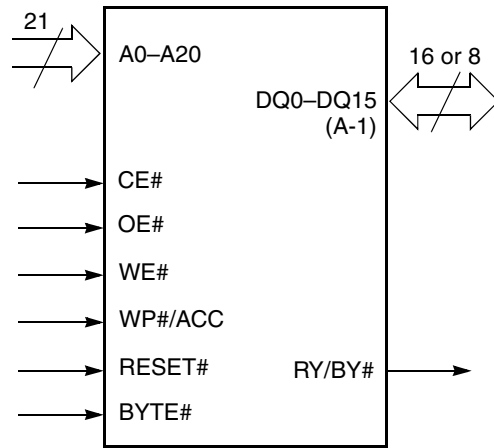 21
A0–A20
16 or 8
DQ0–DQ15
(A-1)
CE#
OE#
WE#
WP#/ACC
RESET#
RY/BY#
BYTE#